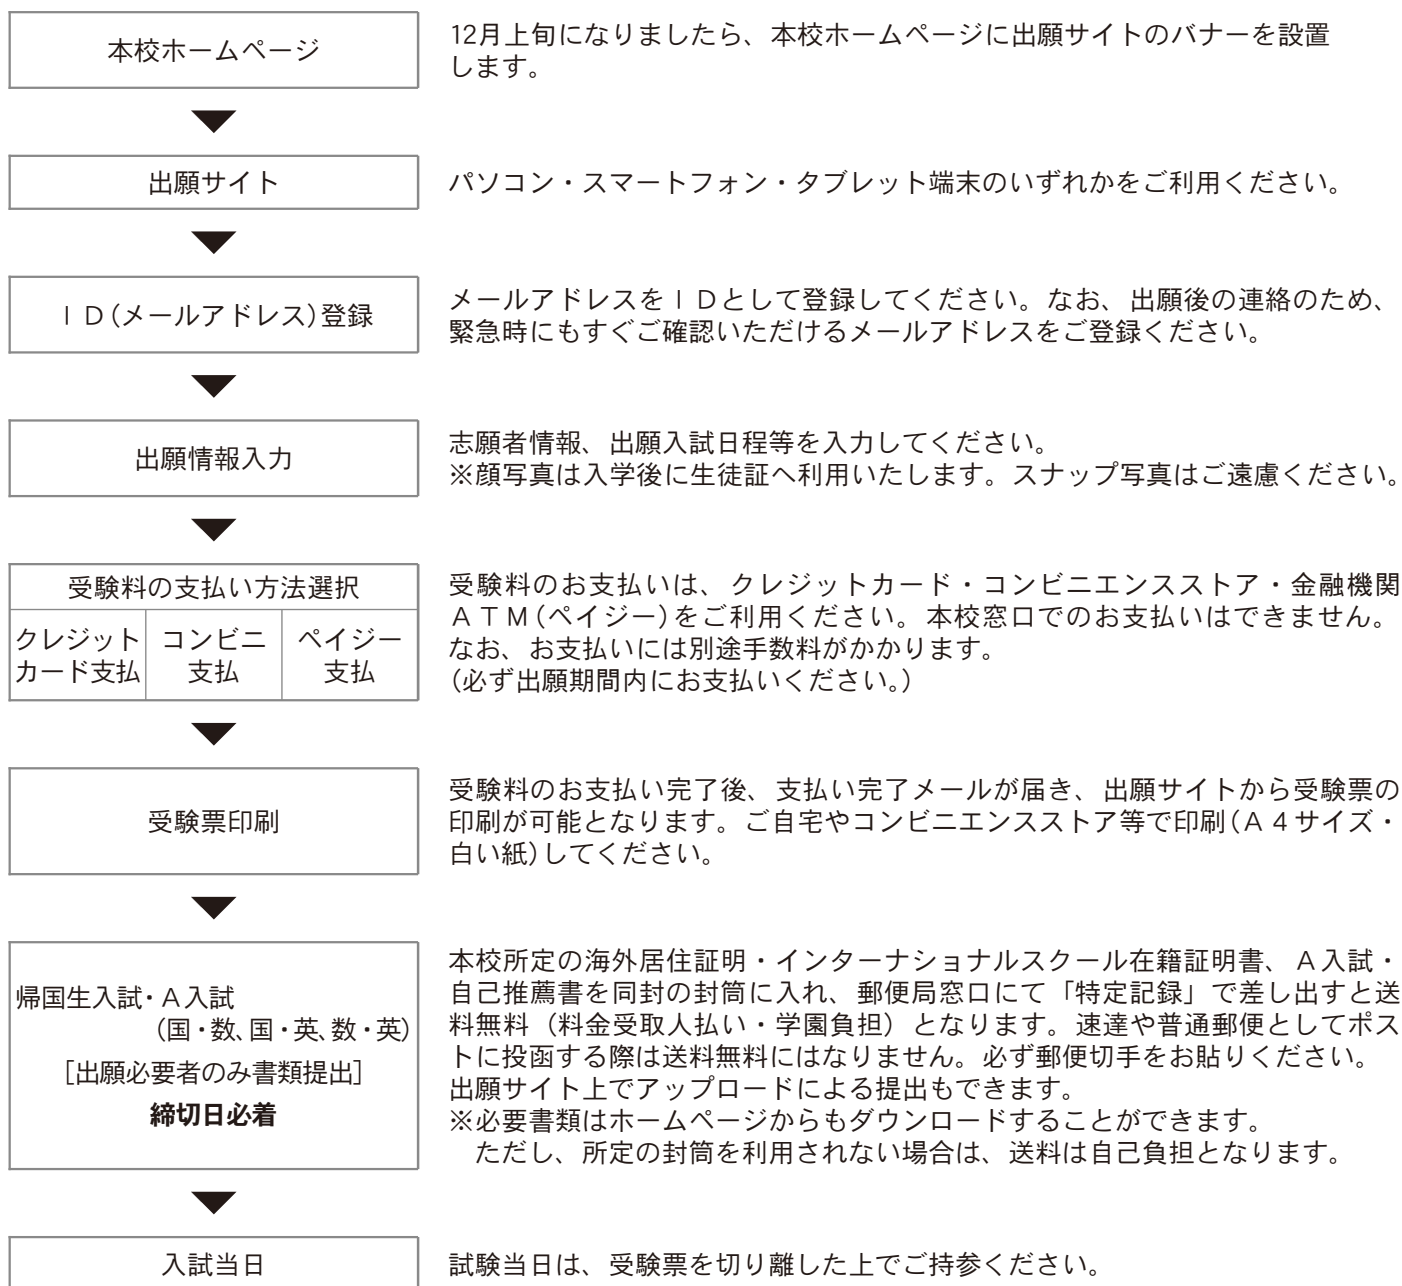 本校ホームページ
12月上旬になりましたら、本校ホームページに出願サイトのバナーを設置
します。
出願サイト
パソコン・スマートフォン・タブレット端末のいずれかをご利用ください。
ＩＤ(メールアドレス)登録
メールアドレスをＩＤとして登録してください。なお、出願後の連絡のため、
緊急時にもすぐご確認いただけるメールアドレスをご登録ください。
出願情報入力
志願者情報、出願入試日程等を入力してください。
※顔写真は入学後に生徒証へ利用いたします。スナップ写真はご遠慮ください。
受験料の支払い方法選択
クレジット
カード支払
コンビニ
支払
ペイジー
支払
受験料のお支払いは、クレジットカード・コンビニエンスストア・金融機関
ＡＴＭ(ペイジー)をご利用ください。本校窓口でのお支払いはできません。
なお、お支払いには別途手数料がかかります。
(必ず出願期間内にお支払いください。)
受験票印刷
受験料のお支払い完了後、支払い完了メールが届き、出願サイトから受験票の
印刷が可能となります。ご自宅やコンビニエンスストア等で印刷(Ａ４サイズ・
白い紙)してください。
帰国生入試・Ａ入試
(国・数、国・英、数・英)
[出願必要者のみ書類提出]
締切日必着
本校所定の海外居住証明・インターナショナルスクール在籍証明書、Ａ入試・
自己推薦書を同封の封筒に入れ、郵便局窓口にて「特定記録」で差し出すと送
料無料（料金受取人払い・学園負担）となります。速達や普通郵便としてポス
トに投函する際は送料無料にはなりません。必ず郵便切手をお貼りください。
出願サイト上でアップロードによる提出もできます。
※必要書類はホームページからもダウンロードすることができます。
ただし、所定の封筒を利用されない場合は、送料は自己負担となります。
入試当日
試験当日は、受験票を切り離した上でご持参ください。